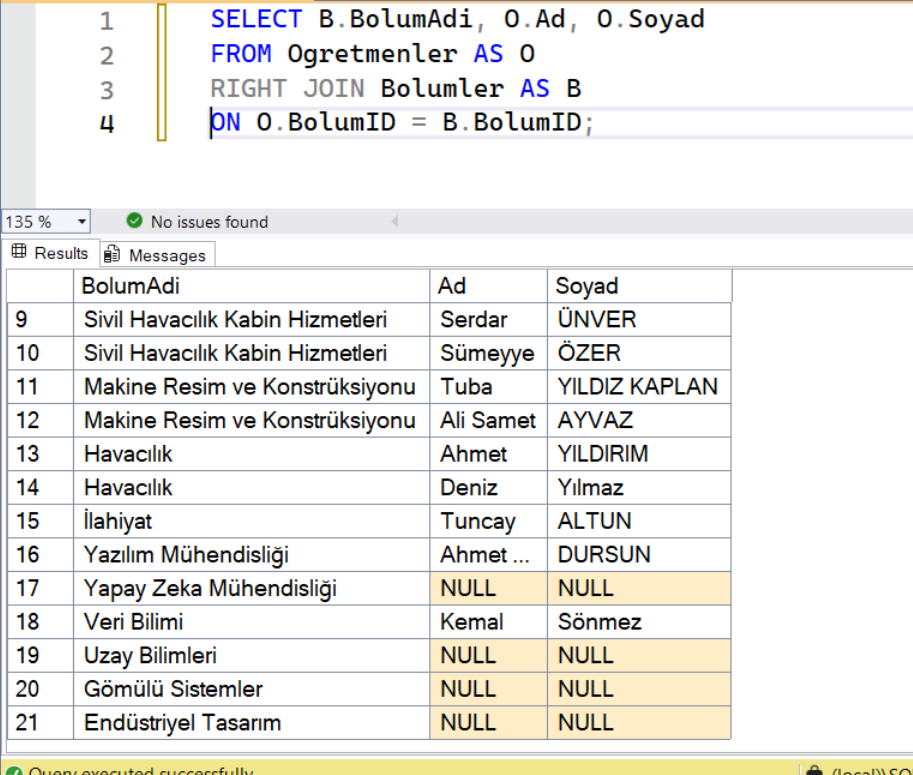 1 SELECT B.BolumAdi, O.Ad, O.Soyad
2 FROM Ogretmenler AS O
3 RIGHT JOIN Bolumler AS B
4 ON O.BolumID = B.BolumID;
135 % No issues found
Results Messages
BolumAdi Ad Soyad
9 Sivil Havacılık Kabin Hizmetleri Serdar ÜNVER
10 Sivil Havacılık Kabin Hizmetleri Sümeyye ÖZER
11 Makine Resim ve Konstrüksiyonu Tuba YILDIZ KAPLAN
12 Makine Resim ve Konstrüksiyonu Ali Samet AYVAZ
13 Havacılık Ahmet YILDIRIM
14 Havacılık Deniz Yılmaz
15 İlahiyat Tuncay ALTUN
16 Yazılım Mühendisliği Ahmet ... DURSUN
17 Yapay Zeka Mühendisliği NULL NULL
18 Veri Bilimi Kemal Sönmez
19 Uzay Bilimleri NULL NULL
20 Gömülü Sistemler NULL NULL
21 Endüstriyel Tasarım NULL NULL
Query executed successfully (local)\SQ